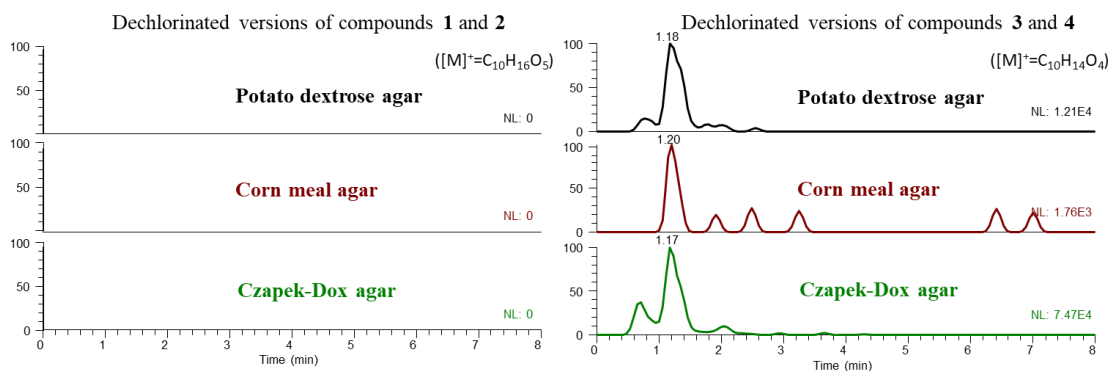 Dechlorinated versions of compounds 1 and 2
([M]⁺=C₁₀H₁₆O₅)
100
50
0
Potato dextrose agar
NL: 0
100
50
0
Corn meal agar
NL: 0
100
50
0
Czapek-Dox agar
NL: 0
0 1 2 3 4 5 6 7 8
Time (min)
Dechlorinated versions of compounds 3 and 4
([M]⁺=C₁₀H₁₄O₄)
1.18
100
50
0
Potato dextrose agar
NL: 1.21E4
1.20
100
50
0
Corn meal agar
NL: 1.76E3
1.17
100
50
0
Czapek-Dox agar
NL: 7.47E4
0 1 2 3 4 5 6 7 8
Time (min)